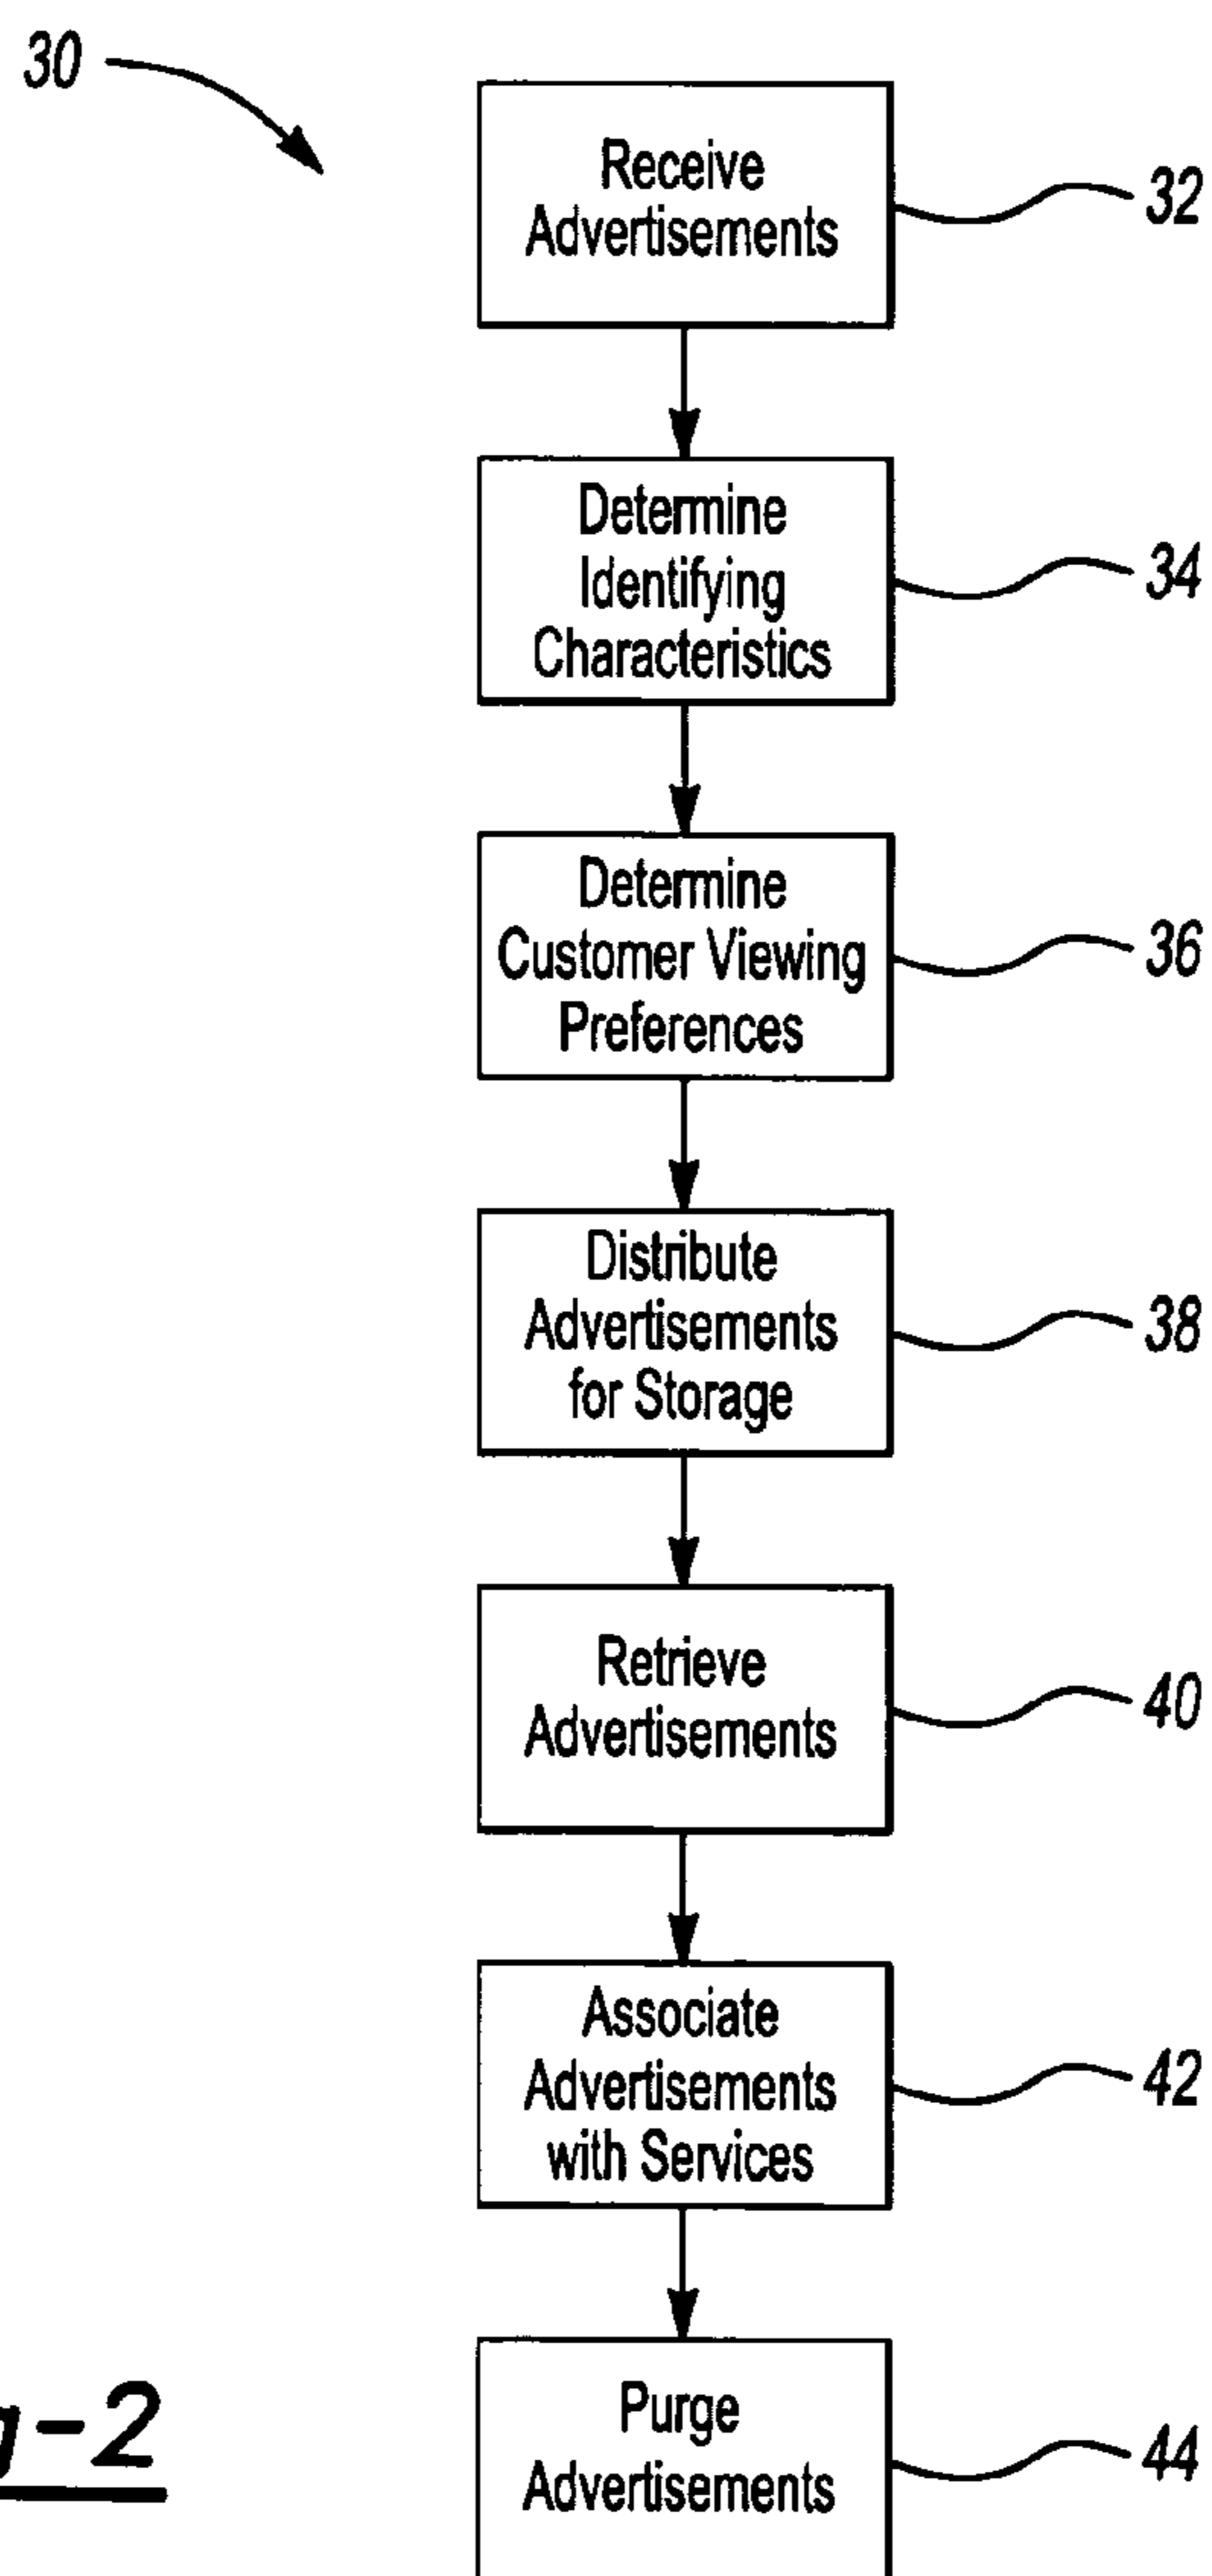 30
Receive
Advertisements
32
Determine
Identifying
Characteristics
34
Determine
Customer Viewing
Preferences
36
Distribute
Advertisements
for Storage
38
Retrieve
Advertisements
40
Associate
Advertisements
with Services
42
Purge
Advertisements
44
g-2